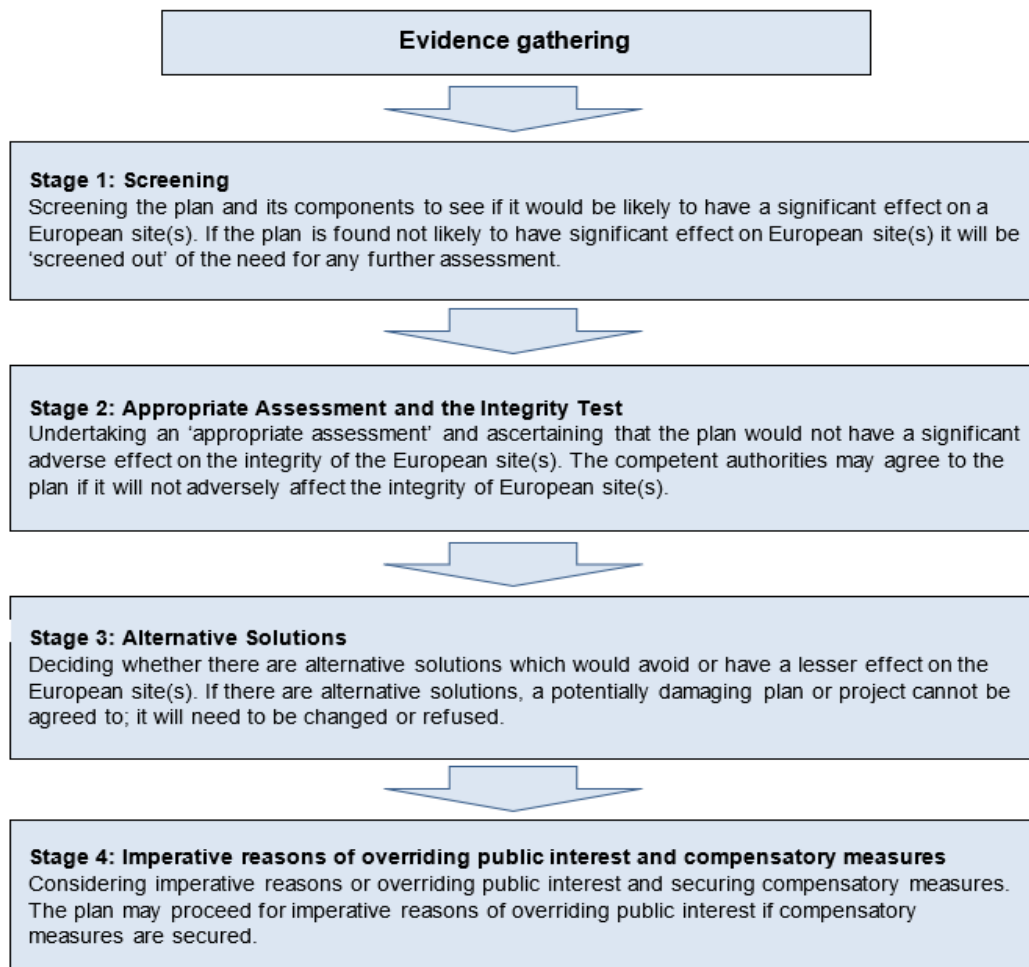 Evidence gathering
Stage 1: Screening
Screening the plan and its components to see if it would be likely to have a significant effect on a
European site(s). If the plan is found not likely to have significant effect on European site(s) it will be
‘screened out’ of the need for any further assessment.
Stage 2: Appropriate Assessment and the Integrity Test
Undertaking an ‘appropriate assessment’ and ascertaining that the plan would not have a significant
adverse effect on the integrity of the European site(s). The competent authorities may agree to the
plan if it will not adversely affect the integrity of European site(s).
Stage 3: Alternative Solutions
Deciding whether there are alternative solutions which would avoid or have a lesser effect on the
European site(s). If there are alternative solutions, a potentially damaging plan or project cannot be
agreed to; it will need to be changed or refused.
Stage 4: Imperative reasons of overriding public interest and compensatory measures
Considering imperative reasons or overriding public interest and securing compensatory measures.
The plan may proceed for imperative reasons of overriding public interest if compensatory
measures are secured.